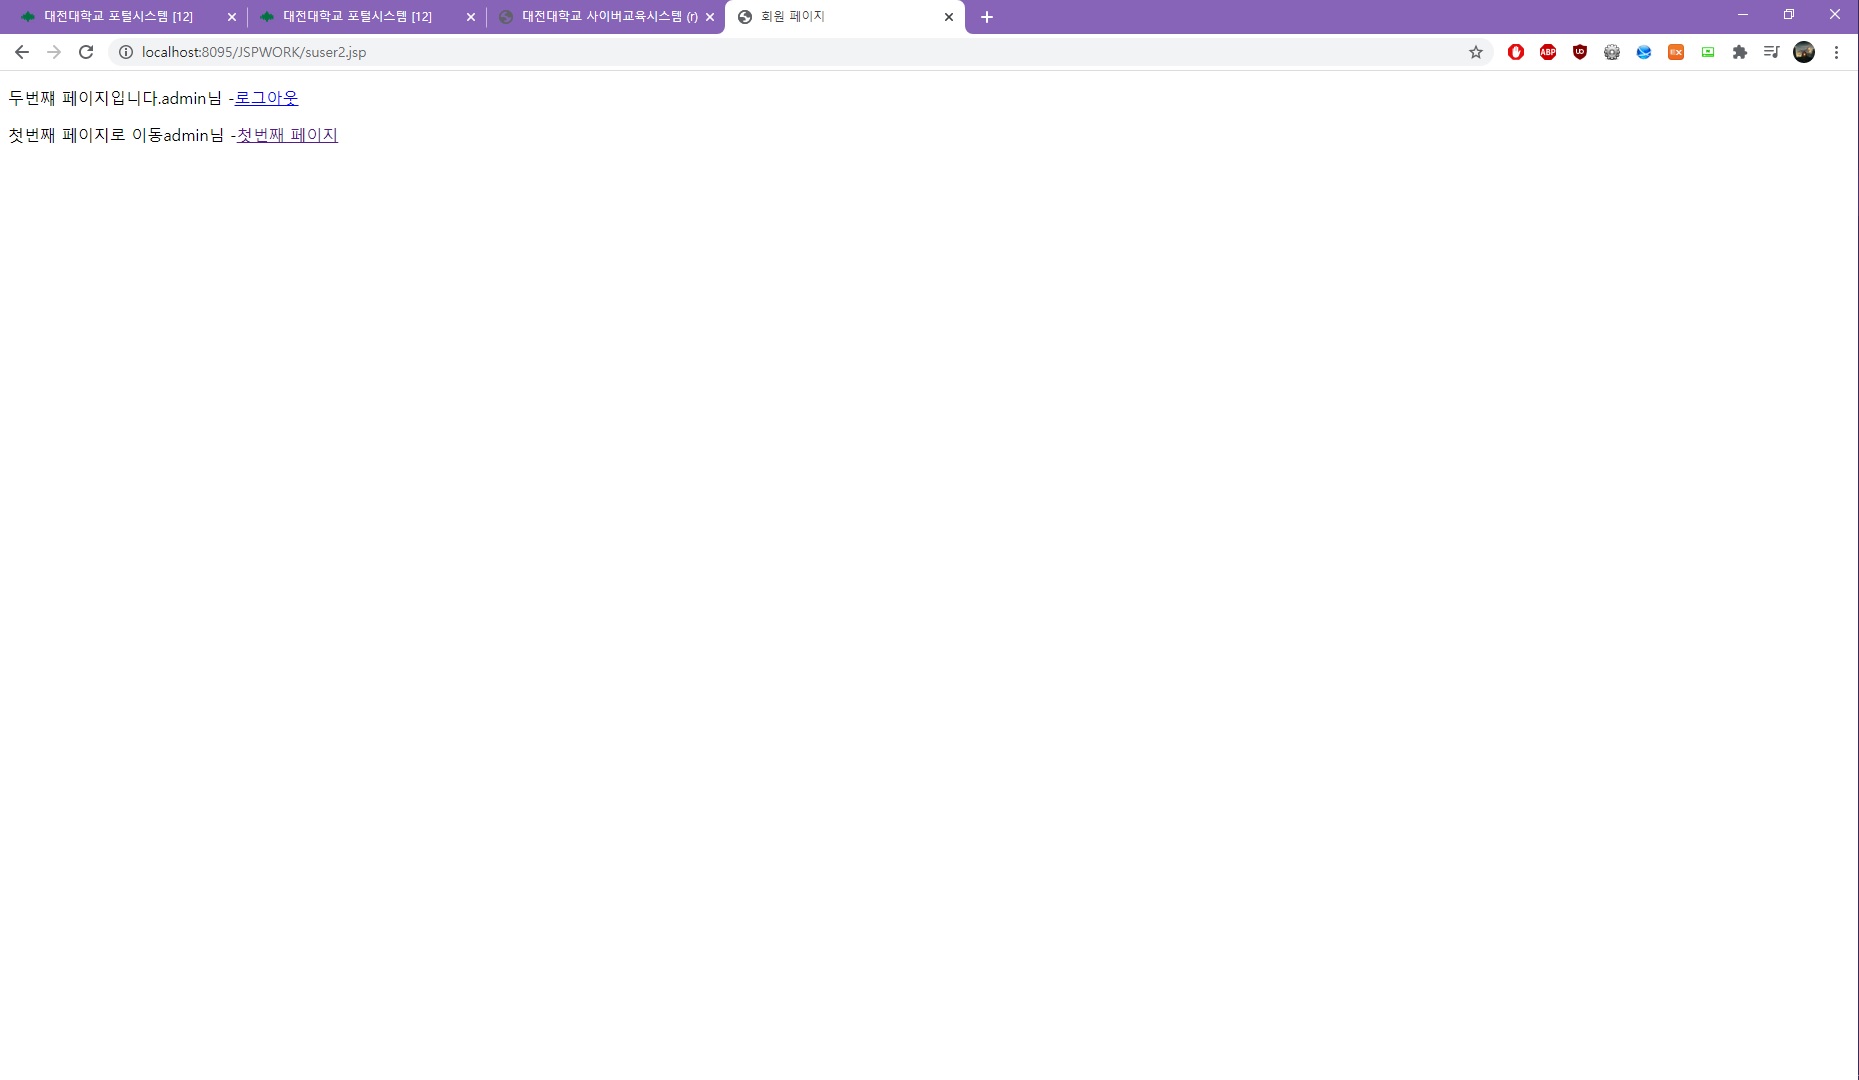 대전대학교 포털시스템 [12]
대전대학교 포털시스템 [12]
대전대학교 사이버교육시스템 (r)
회원 페이지
localhost:8095/JSPWORK/suser2.jsp
ABP
두번쨰 페이지입니다.admin님 -로그아웃
첫번째 페이지로 이동admin님 -첫번째 페이지